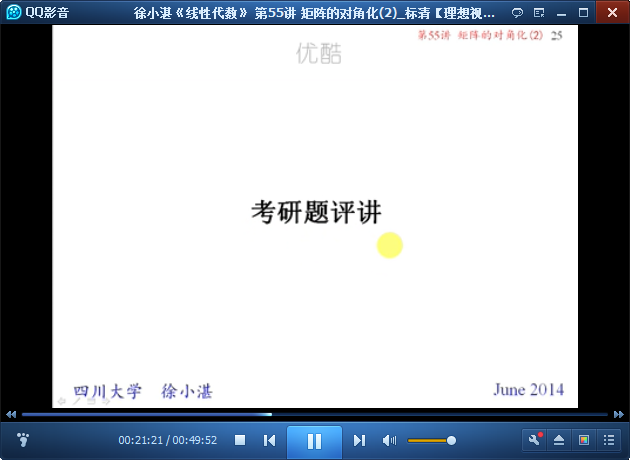 QQ影音
徐小湛《线性代数》 第55讲 矩阵的对角化(2)_标清【理想视...
第55讲 矩阵的对角化(2) 25
优酷
考研题评讲
四川大学 徐小湛
June 2014
00:21:21 / 00:49:52